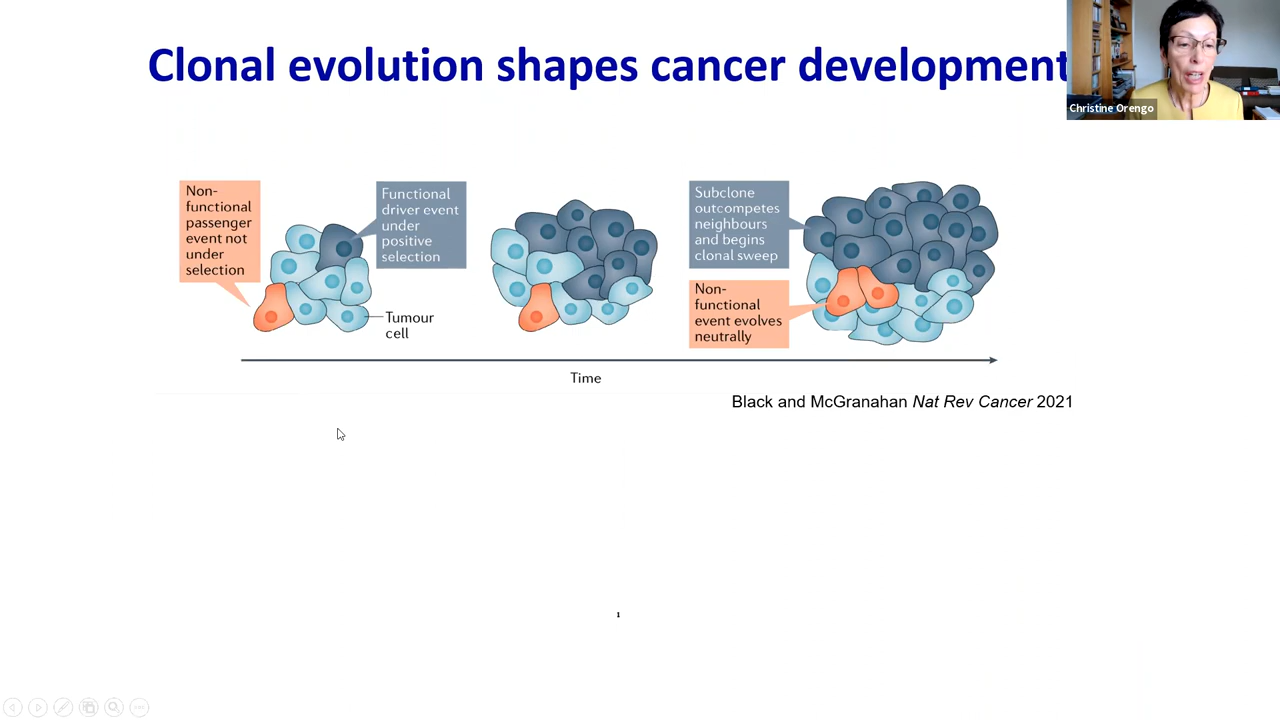 Clonal evolution shapes cancer development
Christine Orengo
Non-
functional
passenger
event not
under
selection
Functional
driver event
under
positive
selection
Tumour
cell
Subclone
outcompetes
neighbours
and begins
clonal sweep
Non-
functional
event evolves
neutrally
Time
Black and McGranahan Nat Rev Cancer 2021
1